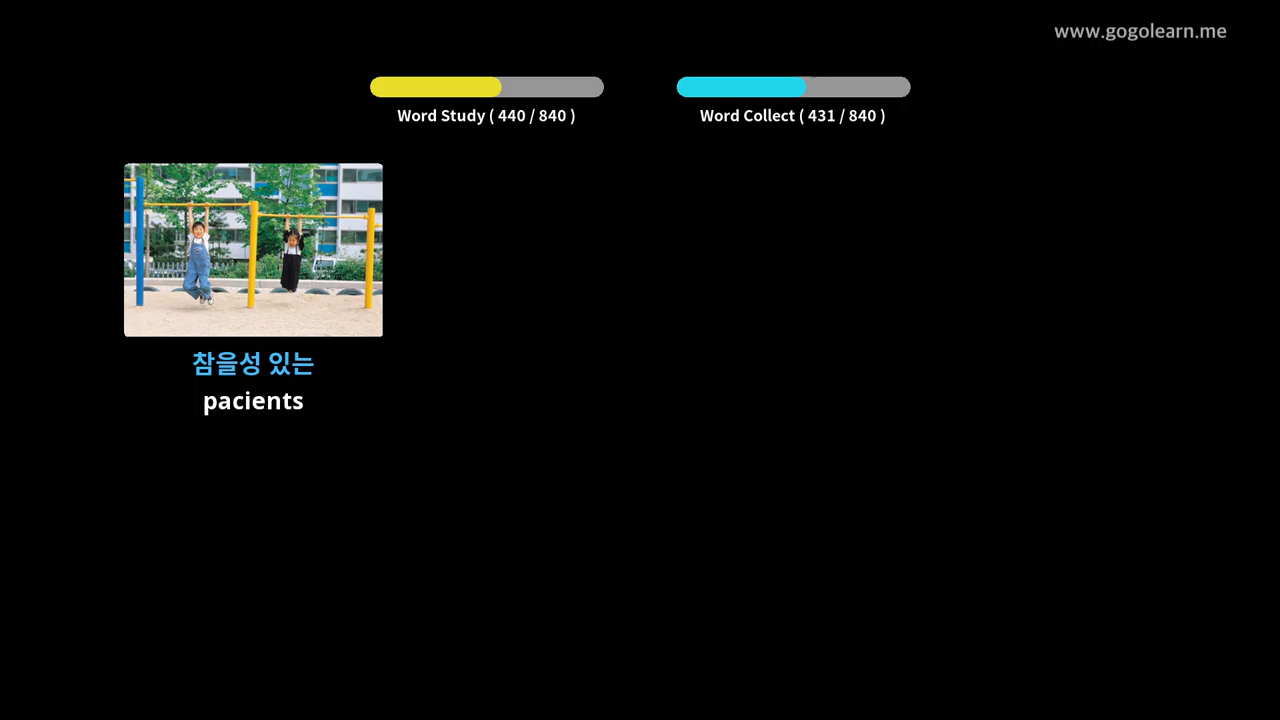 www.gogolearn.me
Word Study ( 440 / 840 )
Word Collect ( 431 / 840 )
참을성 있는
pacients